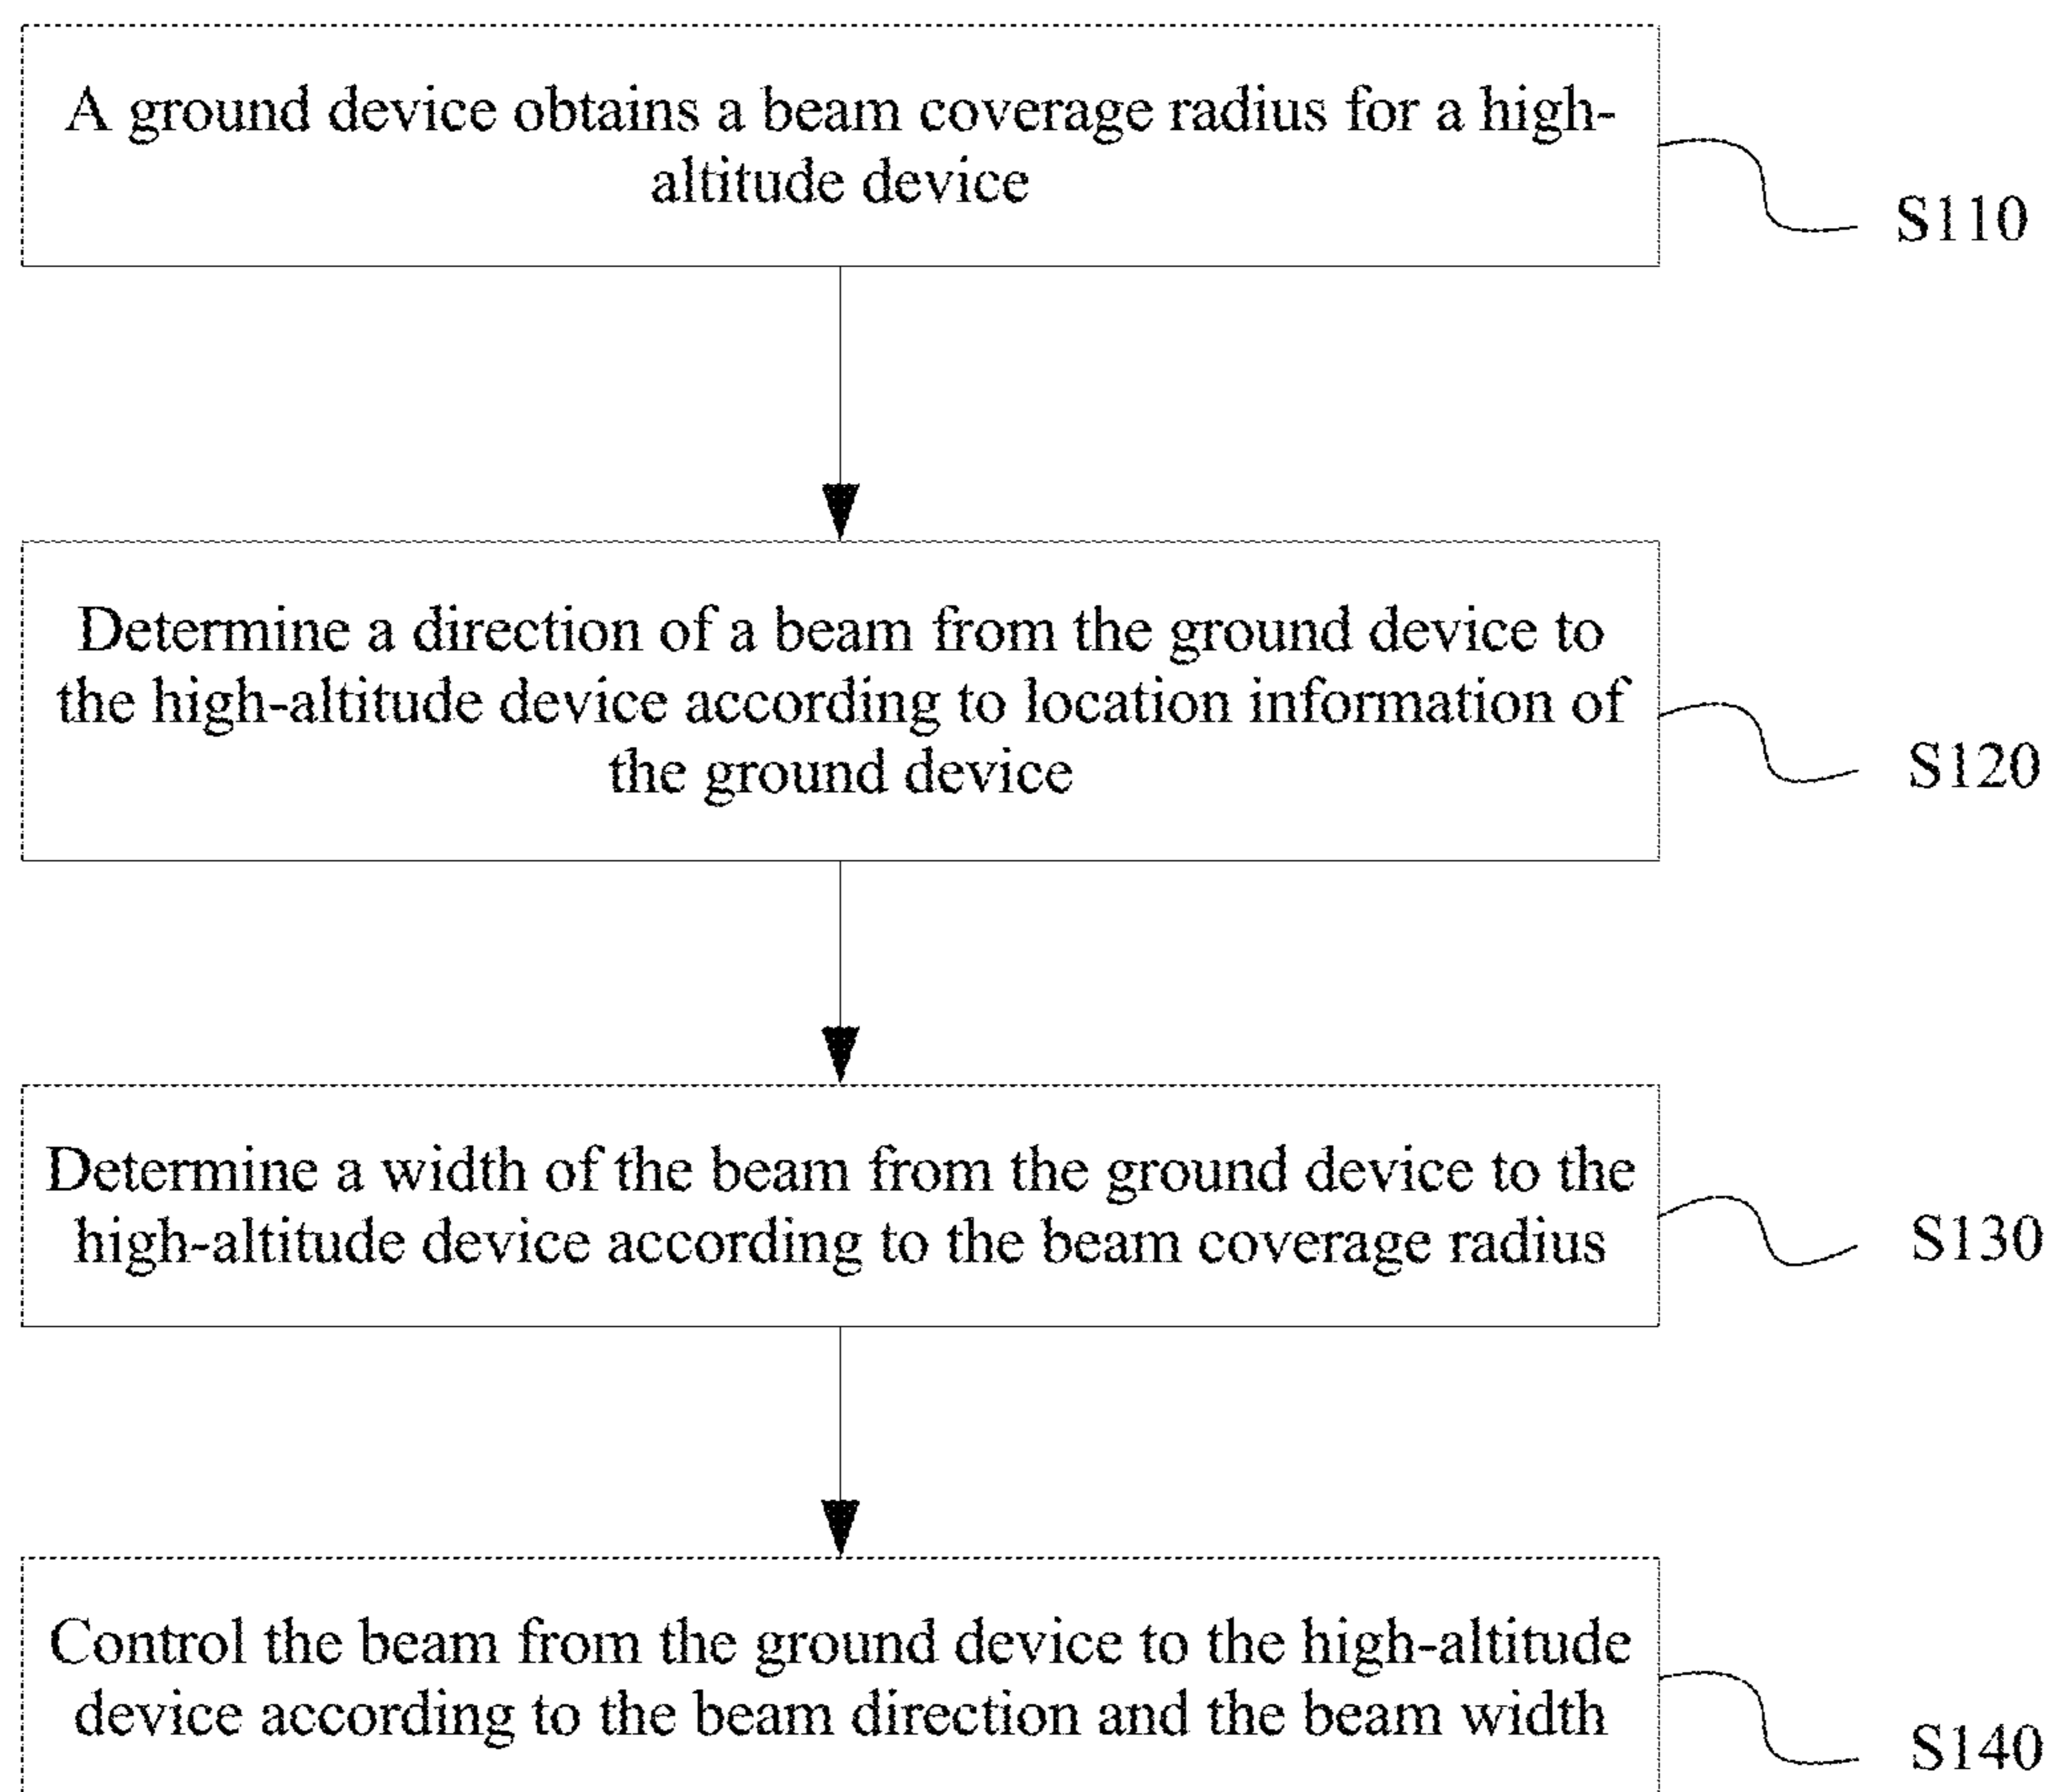 A ground device obtains a beam coverage radius for a high-
altitude device
S110
Determine a direction of a beam from the ground device to
the high-altitude device according to location information of
the ground device
S120
Determine a width of the beam from the ground device to the
high-altitude device according to the beam coverage radius
S130
Control the beam from the ground device to the high-altitude
device according to the beam direction and the beam width
S140